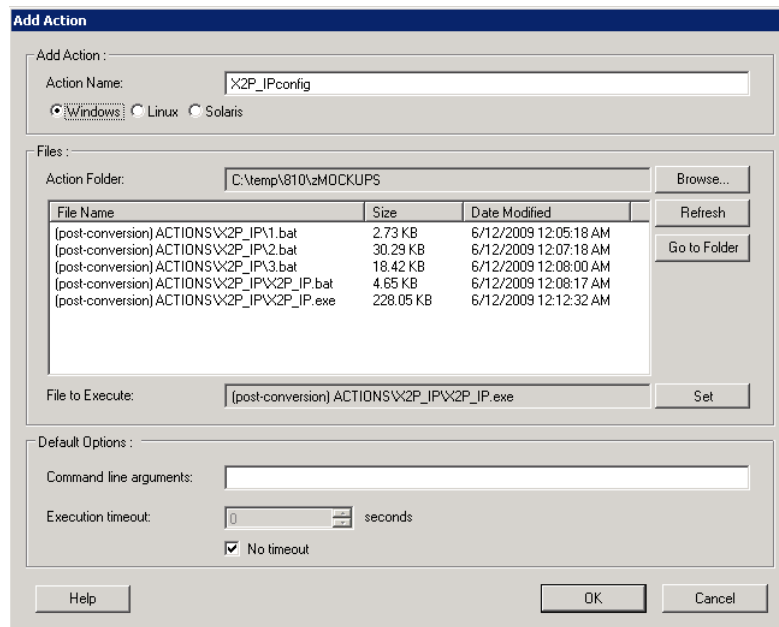 Add Action
Add Action :
Action Name: X2P_IPconfig
Windows Linux Solaris
Files :
Action Folder: C:\temp\810\zMOCKUPS Browse...
File Name Size Date Modified Refresh
(post-conversion) ACTIONS\X2P_IP\1.bat 2.73 KB 6/12/2009 12:05:18 AM
(post-conversion) ACTIONS\X2P_IP\2.bat 30.29 KB 6/12/2009 12:07:18 AM Go to Folder
(post-conversion) ACTIONS\X2P_IP\3.bat 18.42 KB 6/12/2009 12:08:00 AM
(post-conversion) ACTIONS\X2P_IP\X2P_IP.bat 4.65 KB 6/12/2009 12:08:17 AM
(post-conversion) ACTIONS\X2P_IP\X2P_IP.exe 228.05 KB 6/12/2009 12:12:32 AM
File to Execute: (post-conversion) ACTIONS\X2P_IP\X2P_IP.exe Set
Default Options :
Command line arguments:
Execution timeout: 0 seconds
No timeout
Help OK Cancel